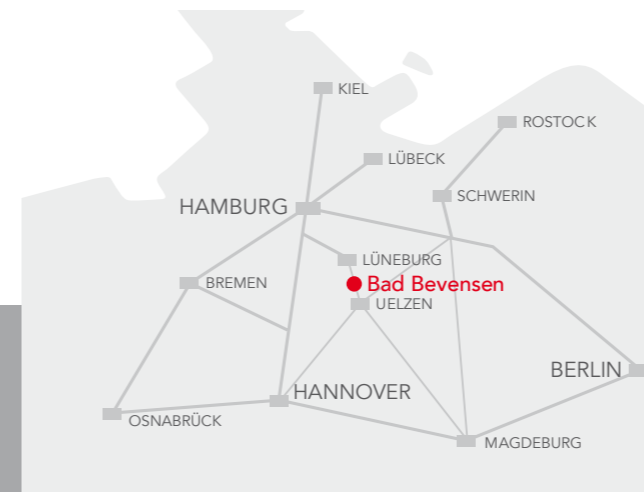 KIEL
ROSTOCK
LÜBECK
SCHWERIN
HAMBURG
LÜNEBURG
BREMEN
Bad Bevensen
UELZEN
BERLIN
HANNOVER
OSNABRÜCK
MAGDEBURG